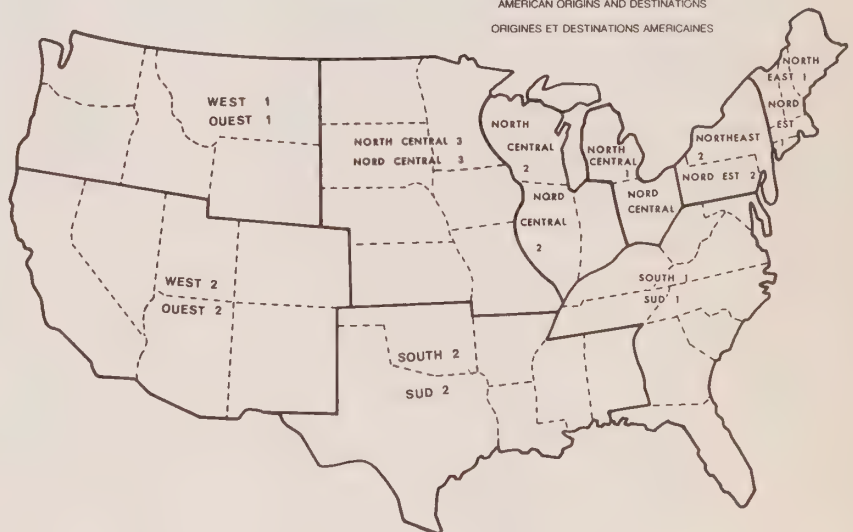 AMERICAN ORIGINS AND DESTINATIONS
ORIGINES ET DESTINATIONS AMERICAINES
WEST 1
OUEST 1
NORTH CENTRAL 3
NORD CENTRAL 3
NORTH
CENTRAL
2
NORD
CENTRAL
2
NORTH
CENTRAL
1
NORD
CENTRAL
NORTH
EAST 1
NORD
EST
1
NORTHEAST
2
NORD EST 2
WEST 2
OUEST 2
SOUTH 2
SUD 2
SOUTH 1
SUD 1